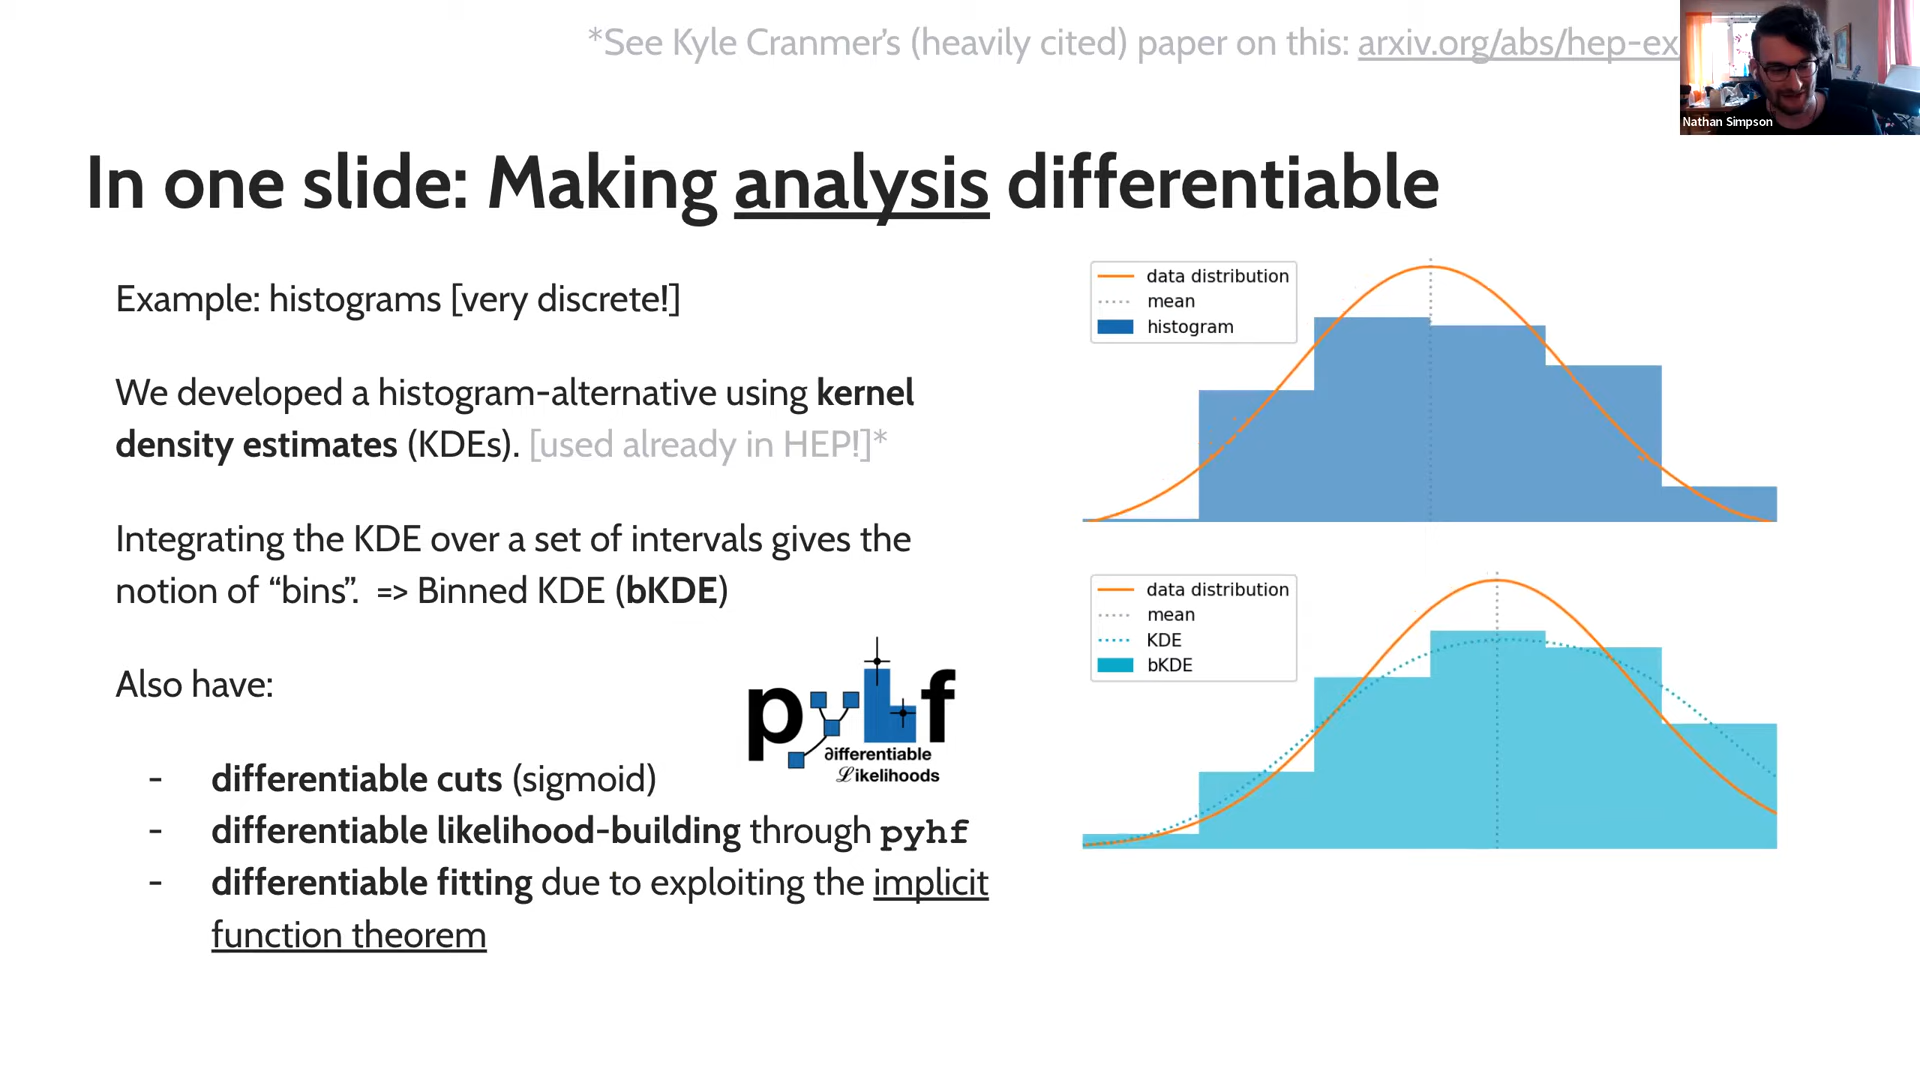 *See Kyle Cranmer's (heavily cited) paper on this: arxiv.org/abs/hep-ex
Nathan Simpson
In one slide: Making analysis differentiable
Example: histograms [very discrete!]
We developed a histogram-alternative using kernel
density estimates (KDEs). [used already in HEP!]*
Integrating the KDE over a set of intervals gives the
notion of “bins”. => Binned KDE (bKDE)
Also have:
pyhf
∂ifferentiable
ℒikelihoods
- differentiable cuts (sigmoid)
- differentiable likelihood-building through pyhf
- differentiable fitting due to exploiting the implicit
function theorem
data distribution
mean
histogram
data distribution
mean
KDE
bKDE